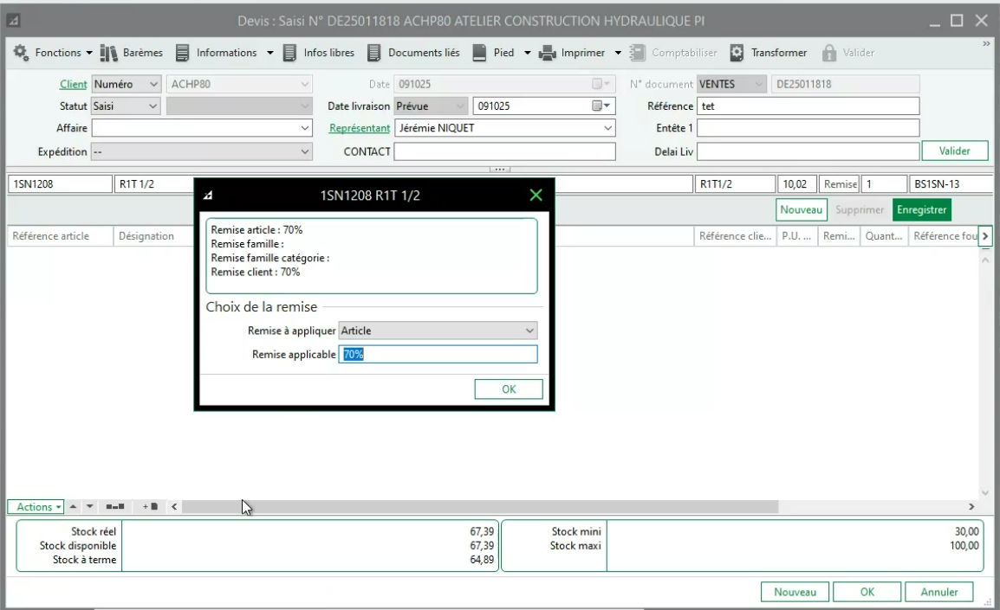 Devis : Saisi N° DE25011818 ACHP80 ATELIER CONSTRUCTION HYDRAULIQUE PI
Fonctions Barèmes Informations Infos libres Documents liés Pied Imprimer Comptabiliser Transformer Valider
Client Numéro ACHP80 Date 091025 N° document VENTES DE25011818
Statut Saisi Date livraison Prévue 091025 Référence tet
Affaire Représentant Jérémie NIQUET Entête 1
Expédition -- CONTACT Delai Liv Valider
1SN1208 R1T 1/2 R1T1/2 10,02 Remise 1 BS1SN-13
Nouveau Supprimer Enregistrer
Référence article Désignation Référence clie... P.U. ... Remi... Quant... Référence fou
1SN1208 R1T 1/2
Remise article : 70%
Remise famille :
Remise famille catégorie :
Remise client : 70%
Choix de la remise
Remise à appliquer Article
Remise applicable 70%
OK
Actions
Stock réel 67,39 Stock mini 30,00
Stock disponible 67,39 Stock maxi 100,00
Stock à terme 64,89
Nouveau OK Annuler